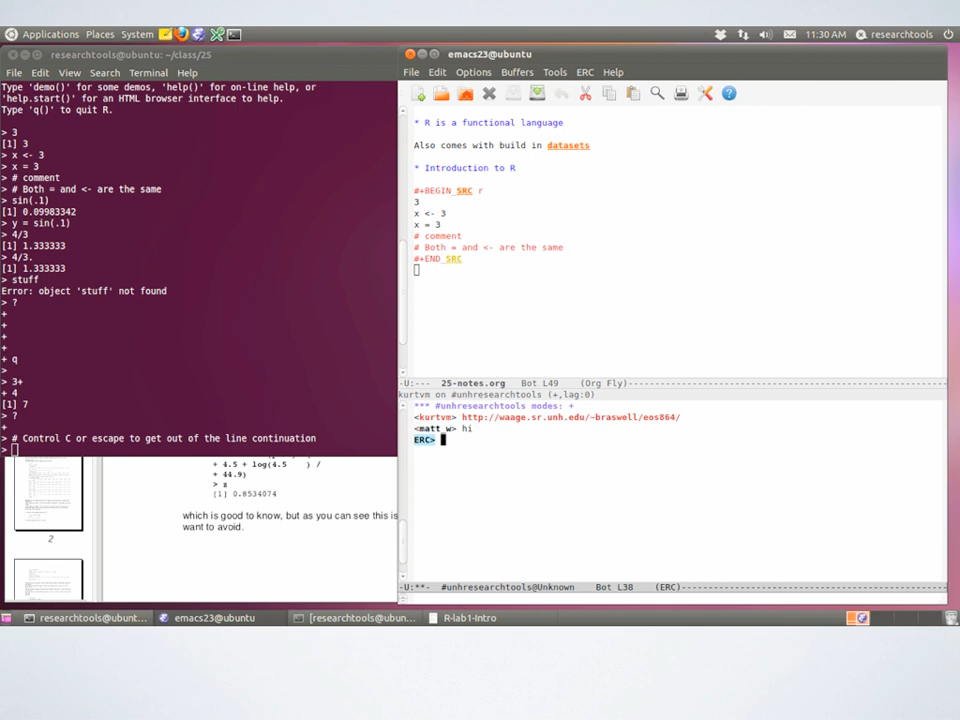 Applications Places System 11:30 AM researchtools
researchtools@ubuntu: ~/class/25
File Edit View Search Terminal Help
Type 'demo()' for some demos, 'help()' for on-line help, or
'help.start()' for an HTML browser interface to help.
Type 'q()' to quit R.
> 3
[1] 3
> x <- 3
> x = 3
> # comment
> # Both = and <- are the same
> sin(.1)
[1] 0.09983342
> y = sin(.1)
> 4/3
[1] 1.333333
> 4/3.
[1] 1.333333
> stuff
Error: object 'stuff' not found
> ?
+
+
+
+
+ q
>
> 3+
+ 4
[1] 7
> ?
+
> # Control C or escape to get out of the line continuation
>
+ 4.5 + log(4.5 ) /
+ 44.9)
> z
[1] 0.8534074
which is good to know, but as you can see this is
want to avoid.
2
emacs23@ubuntu
File Edit Options Buffers Tools ERC Help
* R is a functional language
Also comes with build in datasets
* Introduction to R
#+BEGIN_SRC r
3
x <- 3
x = 3
# comment
# Both = and <- are the same
#+END_SRC
-U:--- 25-notes.org Bot L49 (Org Fly)
kurtvm on #unhresearchtools (+,lag:0)
*** #unhresearchtools modes: +
<kurtvm> http://waage.sr.unh.edu/~braswell/eos864/
<matt_w> hi
ERC>
-U:**- #unhresearchtools@Unknown Bot L38 (ERC)
researchtools@ubunt... emacs23@ubuntu [researchtools@ubun... R-lab1-Intro